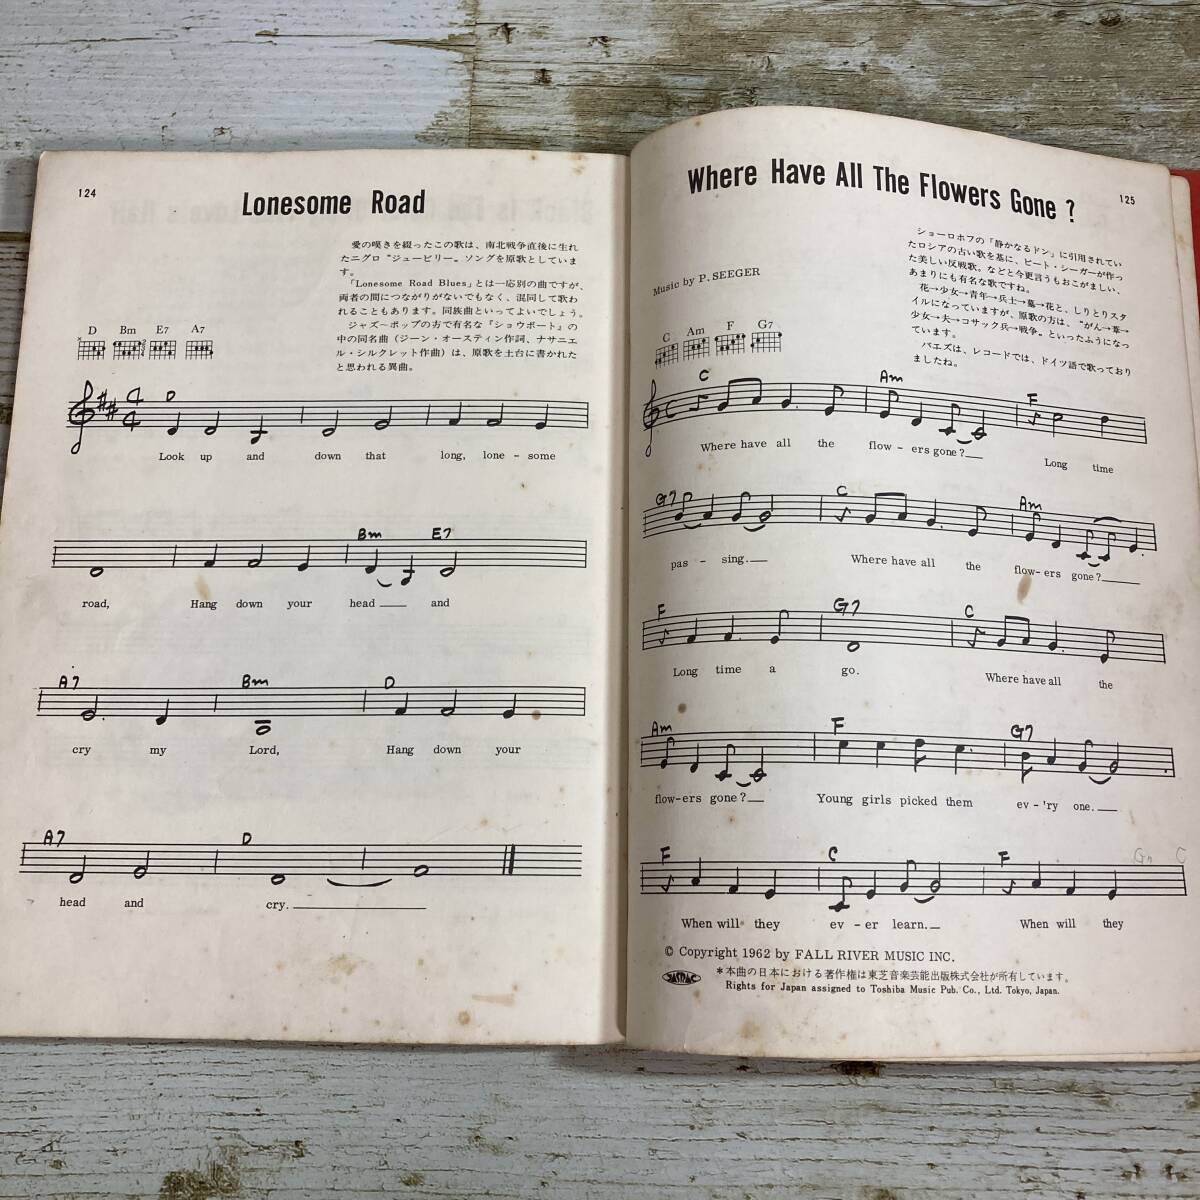 124
Lonesome Road
愛の嘆きを綴ったこの歌は、南北戦争直後に生れ
たニグロ〝ジュービリー〟ソングを原歌としていま
す。
「Lonesome Road Blues」とは一応別の曲ですが、
両者の間につながりがないでもなく、混同して歌わ
れることもあります。同族曲といってよいでしょう。
ジャズ〜ポップの方で有名な『ショウボート』の
中の同名曲（ジーン・オースティン作詞、ナサニエ
ル・シルクレット作曲）は、原歌を土台に書かれた
と思われる異曲。
D Bm E7 A7
D
Look up and down that long, lone - some
Bm E7
road, Hang down your head and
A7 Bm D
cry my Lord, Hang down your
A7 D
head and cry.
125
Where Have All The Flowers Gone ?
ショーロホフの「静かなるドン」に引用されてい
たロシアの古い歌を基に、ピート・シーガーが作っ
た美しい反戦歌。などと今更言うもおこがましい、
あまりにも有名な歌ですね。
花→少女→青年→兵士→墓→花と、しりとりスタ
イルになっていますが、原歌の方は、〝がん→葦→
少女→夫→コサック兵→戦争〟といったふうになっ
ています。
バエズは、レコードでは、ドイツ語で歌っており
ましたね。
Music by P. SEEGER
C Am F G7
C Am F
Where have all the flow - ers gone? Long time
G7 C Am
pas - sing. Where have all the flow- ers gone?
F G7 C
Long time a go. Where have all the
Am F G7
flow-ers gone? Young girls picked them ev- 'ry one.
F C F G7 C
When will they ev - er learn. When will they
© Copyright 1962 by FALL RIVER MUSIC INC.
JASRAC
＊本曲の日本における著作権は東芝音楽芸能出版株式会社が所有しています。
Rights for Japan assigned to Toshiba Music Pub. Co., Ltd. Tokyo, Japan.